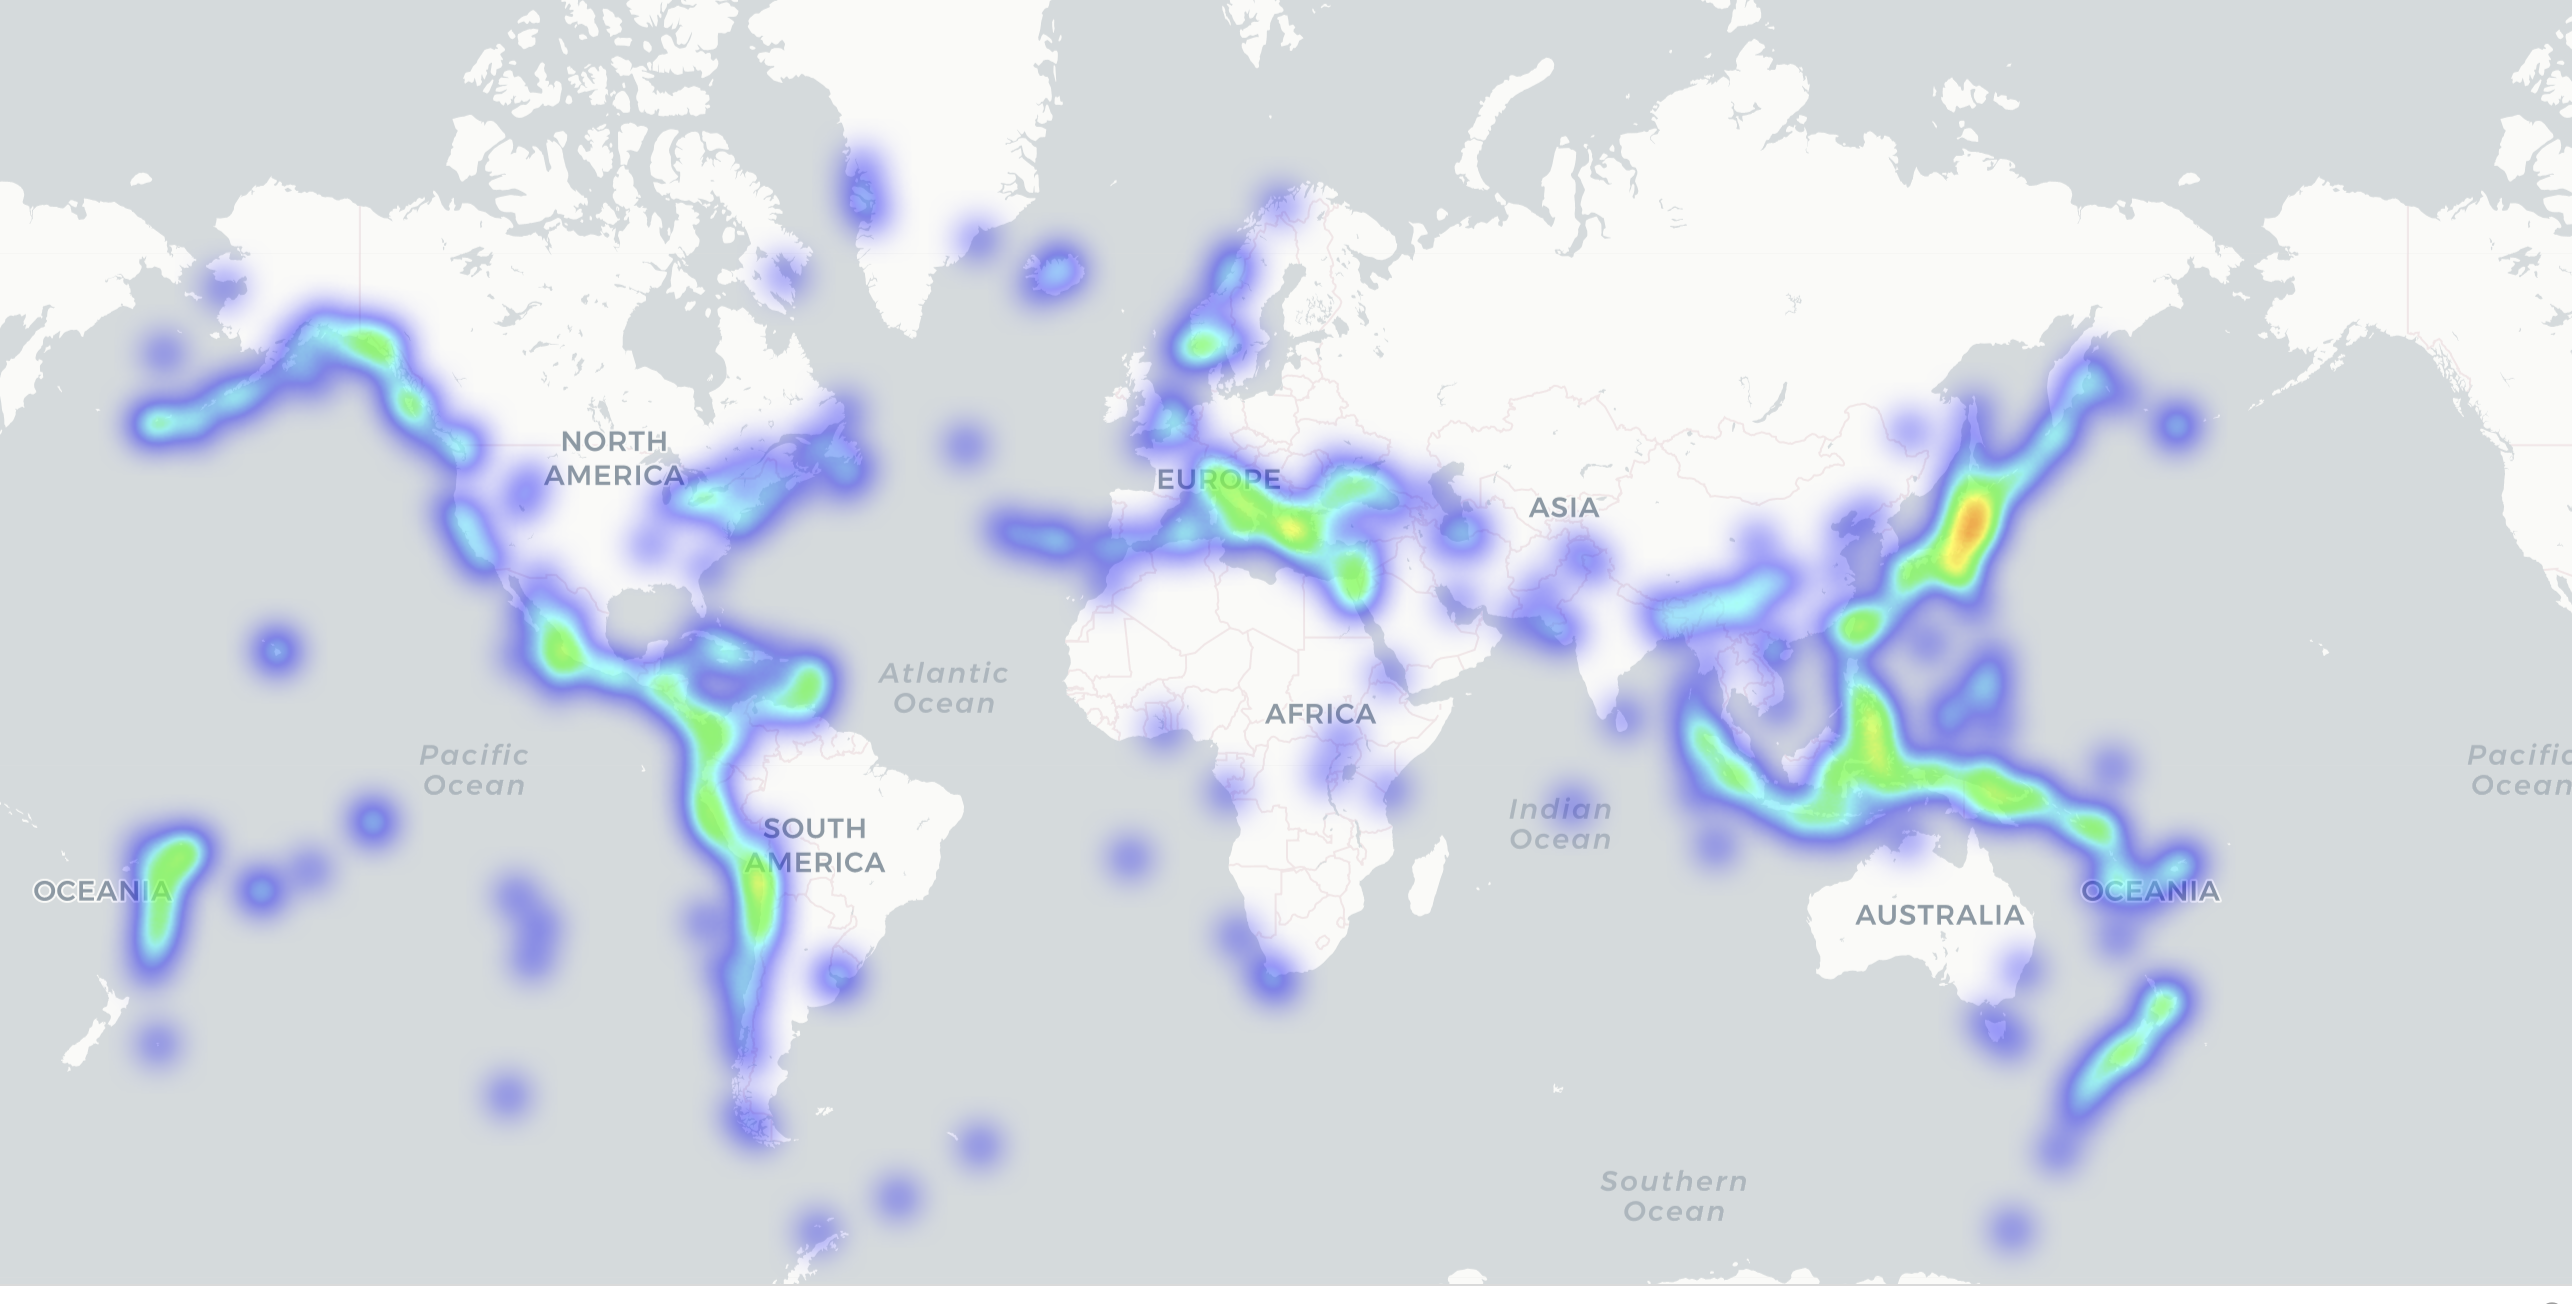 NORTH
AMERICA
EUROPE
ASIA
Atlantic
Ocean
AFRICA
Pacific
Ocean
Pacific
Ocean
SOUTH
AMERICA
Indian
Ocean
OCEANIA
OCEANIA
AUSTRALIA
Southern
Ocean